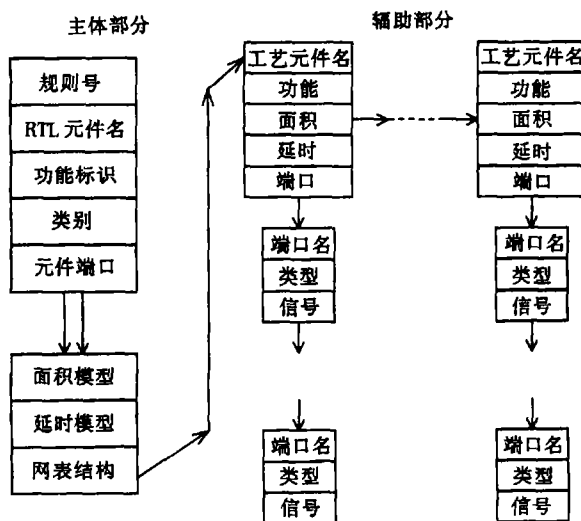 主体部分
规则号
RTL 元件名
功能标识
类别
元件端口
面积模型
延时模型
网表结构
辅助部分
工艺元件名
功能
面积
延时
端口
端口名
类型
信号
端口名
类型
信号
工艺元件名
功能
面积
延时
端口
端口名
类型
信号
端口名
类型
信号